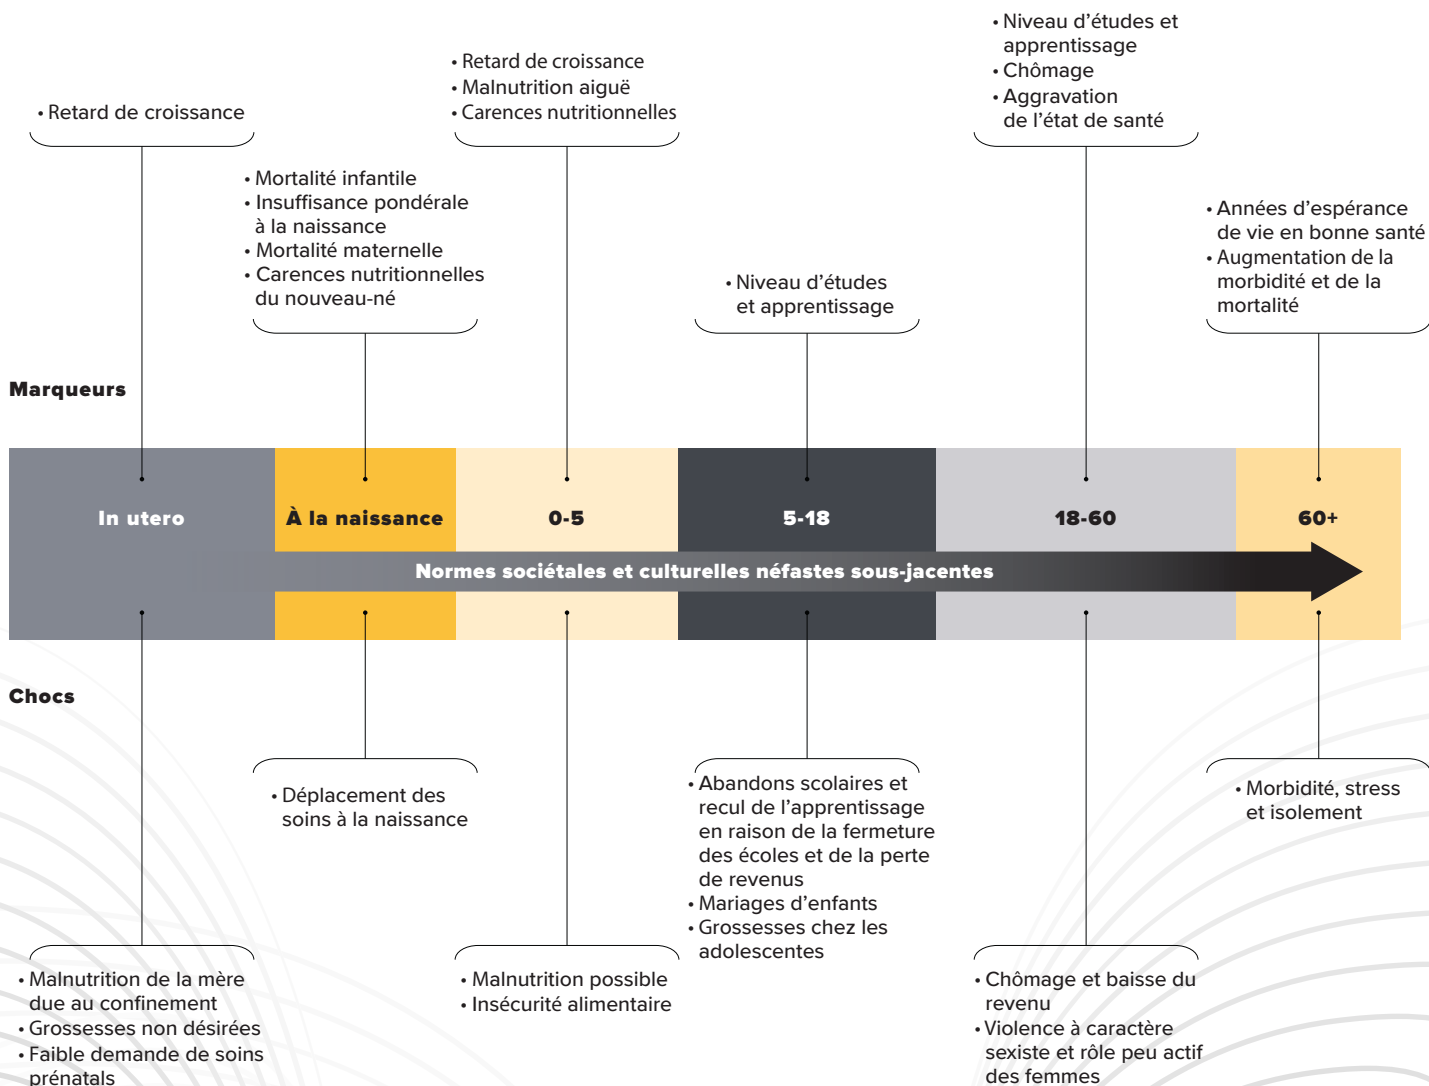 • Retard de croissance
• Mortalité infantile
• Insuffisance pondérale
à la naissance
• Mortalité maternelle
• Carences nutritionnelles
du nouveau-né
• Retard de croissance
• Malnutrition aiguë
• Carences nutritionnelles
• Niveau d’études
et apprentissage
• Niveau d’études et
apprentissage
• Chômage
• Aggravation
de l’état de santé
• Années d’espérance
de vie en bonne santé
• Augmentation de la
morbidité et de la
mortalité
Marqueurs
In utero
À la naissance
0-5
5-18
18-60
60+
Normes sociétales et culturelles néfastes sous-jacentes
Chocs
• Malnutrition de la mère
due au confinement
• Grossesses non désirées
• Faible demande de soins
prénatals
• Déplacement des
soins à la naissance
• Malnutrition possible
• Insécurité alimentaire
• Abandons scolaires et
recul de l’apprentissage
en raison de la fermeture
des écoles et de la perte
de revenus
• Mariages d’enfants
• Grossesses chez les
adolescentes
• Chômage et baisse du
revenu
• Violence à caractère
sexiste et rôle peu actif
des femmes
• Morbidité, stress
et isolement